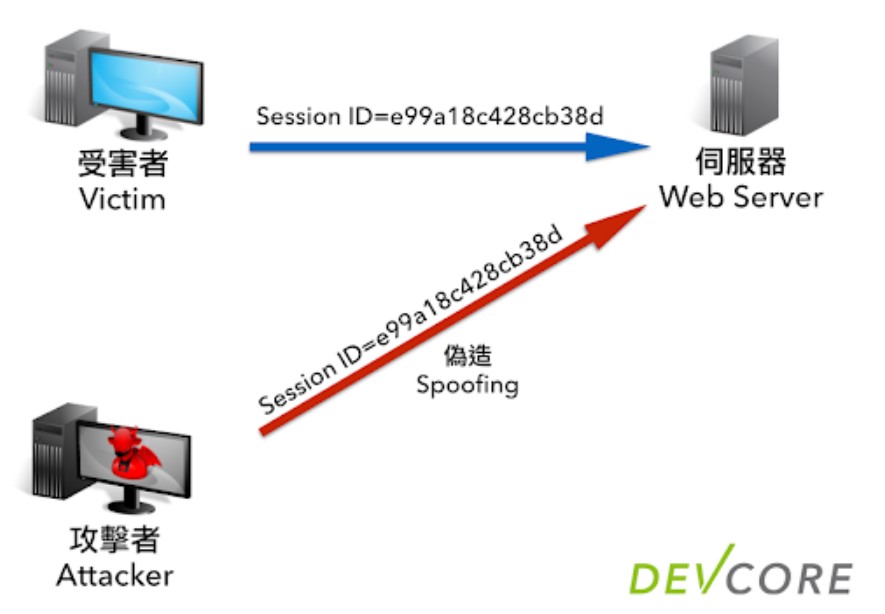 Session ID=e99a18c428cb38d
受害者
Victim
伺服器
Web Server
Session ID=e99a18c428cb38d
偽造
Spoofing
攻擊者
Attacker
DEVCORE